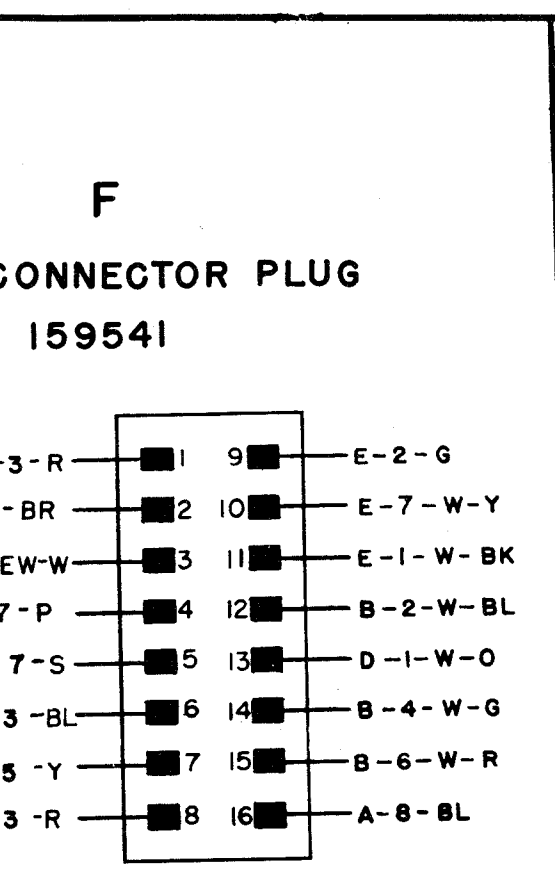 F
CONNECTOR PLUG
159541
-3-R 1 9 E-2-G
-BR 2 10 E-7-W-Y
EW-W 3 11 E-1-W-BK
7-P 4 12 B-2-W-BL
7-S 5 13 D-1-W-O
3-BL 6 14 B-4-W-G
5-Y 7 15 B-6-W-R
3-R 8 16 A-8-BL